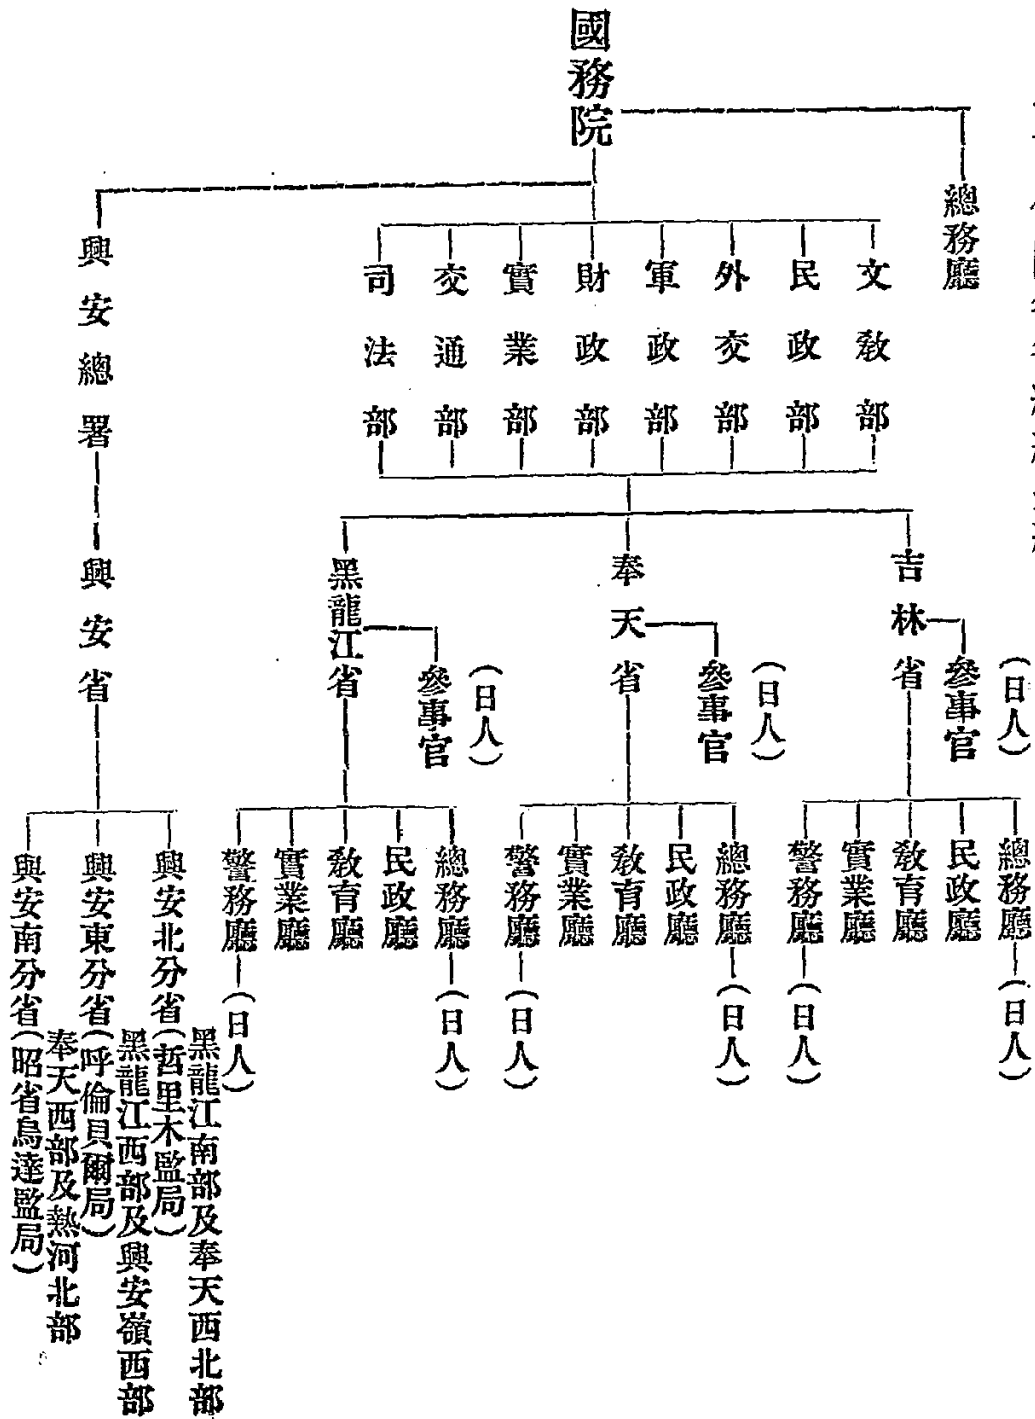 國務院
總務廳
文敎部
民政部
外交部
軍政部
財政部
實業部
交通部
司法部
興安總署
吉林省
參事官
(日人)
奉天省
參事官
(日人)
黑龍江省
參事官
(日人)
興安省
總務廳(日人)
民政廳
敎育廳
實業廳
警務廳(日人)
總務廳(日人)
民政廳
敎育廳
實業廳
警務廳(日人)
總務廳(日人)
民政廳
敎育廳
實業廳
警務廳(日人)
黑龍江南部及奉天西北部
興安北分省(哲里木監局)
黑龍江西部及興安嶺西部
興安東分省(呼倫貝爾局)
奉天西部及熱河北部
興安南分省(昭省烏達監局)